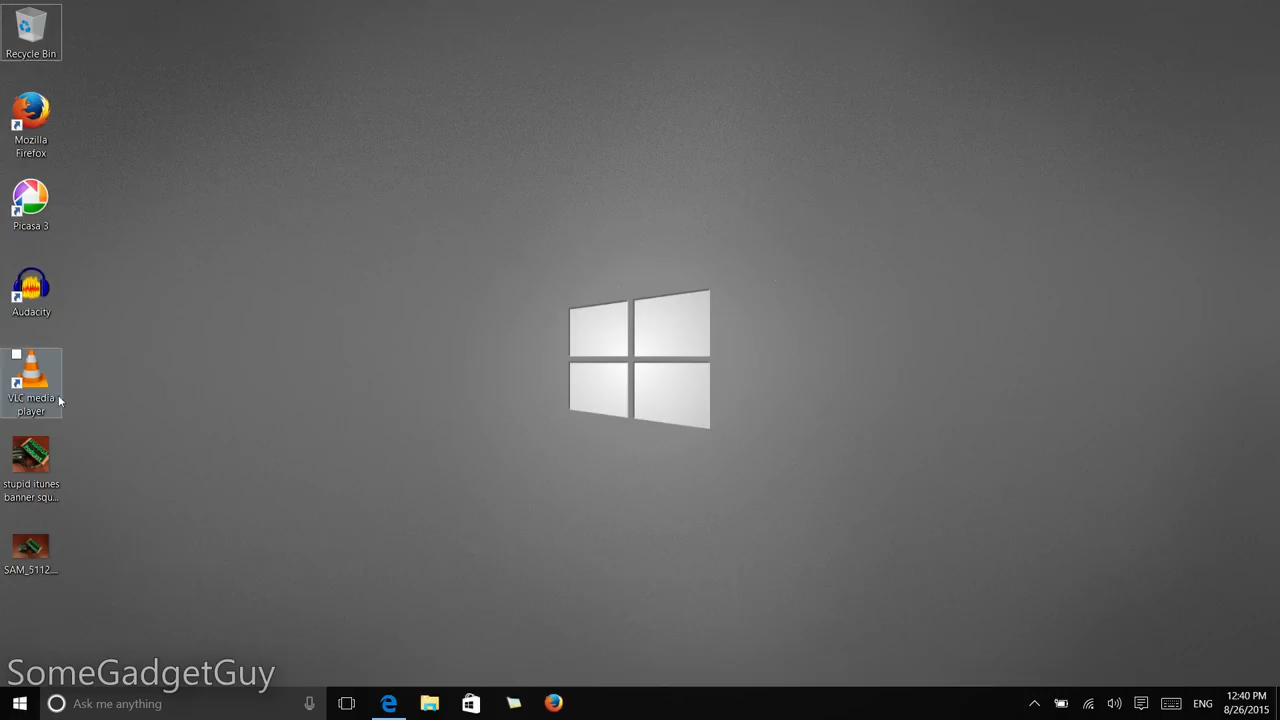 Recycle Bin
Mozilla
Firefox
Picasa 3
Audacity
VLC media
player
stupid itunes
banner squ...
SAM_5112....
SomeGadgetGuy
Ask me anything
ENG
12:40 PM
8/26/2015